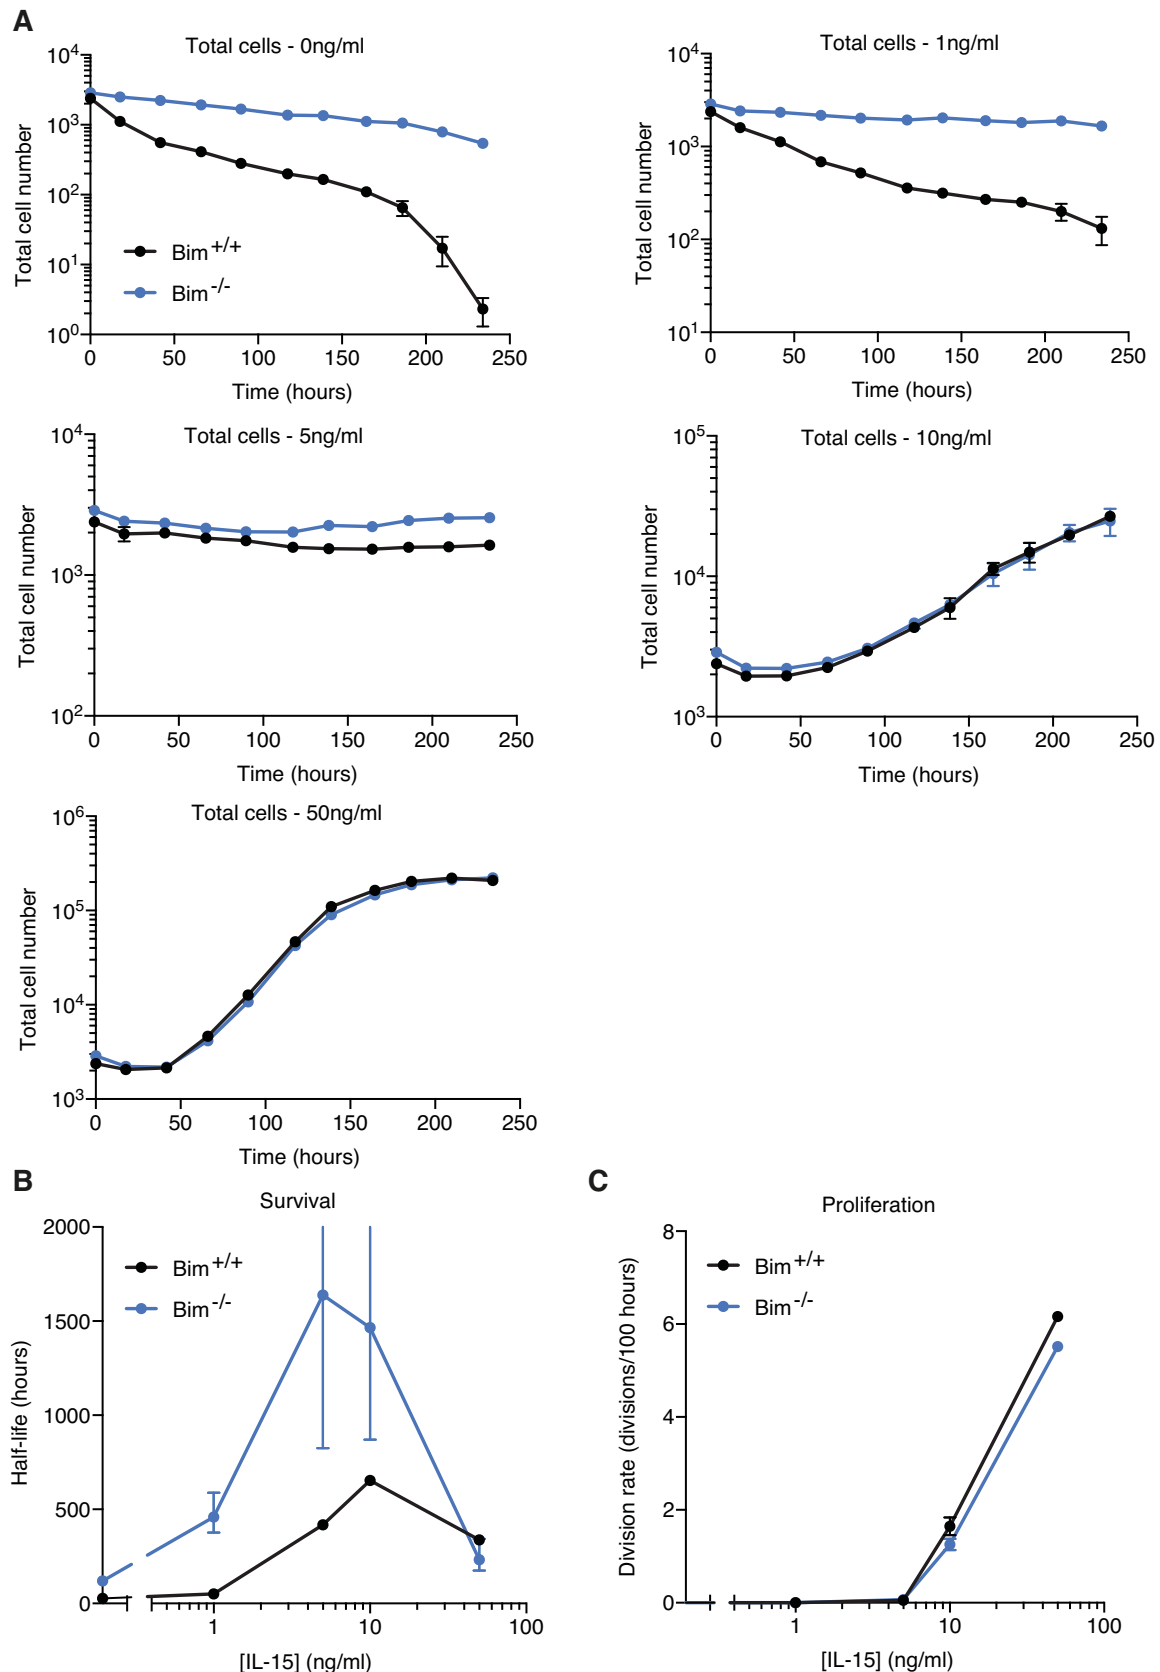 A
Total cells - 0ng/ml
Total cell number
10^4
10^3
10^2
10^1
10^0
Bim+/+
Bim-/-
0 50 100 150 200 250
Time (hours)
Total cells - 1ng/ml
Total cell number
10^4
10^3
10^2
10^1
0 50 100 150 200 250
Time (hours)
Total cells - 5ng/ml
Total cell number
10^4
10^3
10^2
0 50 100 150 200 250
Time (hours)
Total cells - 10ng/ml
Total cell number
10^5
10^4
10^3
0 50 100 150 200 250
Time (hours)
Total cells - 50ng/ml
Total cell number
10^6
10^5
10^4
10^3
0 50 100 150 200 250
Time (hours)
B
Survival
Half-life (hours)
2000
1500
1000
500
0
Bim+/+
Bim-/-
1 10 100
[IL-15] (ng/ml)
C
Proliferation
Division rate (divisions/100 hours)
8
6
4
2
0
Bim+/+
Bim-/-
1 10 100
[IL-15] (ng/ml)